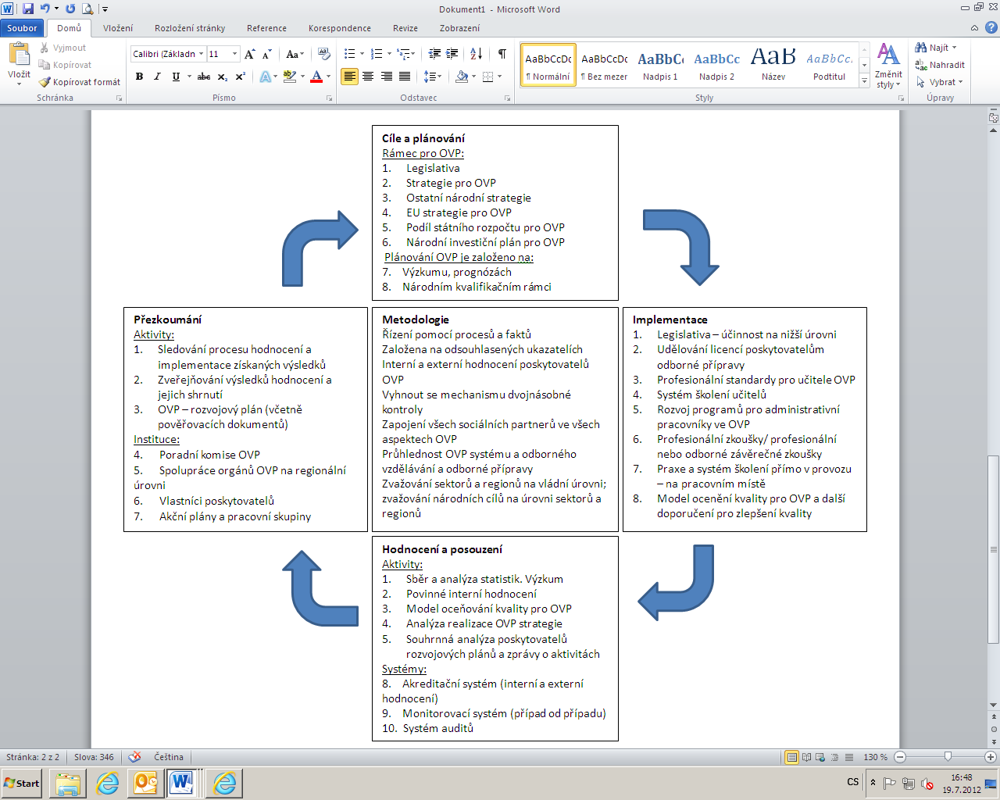 Dokument1 - Microsoft Word
Soubor Domů Vložení Rozložení stránky Reference Korespondence Revize Zobrazení
Vložit
Vyjmout
Kopírovat
Kopírovat formát
Schránka
Calibri (Základn 11
Písmo
Odstavec
AaBbCcDc AaBbCcDc AaBbC AaBbCc AaB AaBbCc.
¶ Normální ¶ Bez mezer Nadpis 1 Nadpis 2 Název Podtitul
Styly
Změnit
styly
Najít
Nahradit
Vybrat
Úpravy
Cíle a plánování
Rámec pro OVP:
1. Legislativa
2. Strategie pro OVP
3. Ostatní národní strategie
4. EU strategie pro OVP
5. Podíl státního rozpočtu pro OVP
6. Národní investiční plán pro OVP
Plánování OVP je založeno na:
7. Výzkumu, prognózách
8. Národním kvalifikačním rámci
Přezkoumání
Aktivity:
1. Sledování procesu hodnocení a
implementace získaných výsledků
2. Zveřejňování výsledků hodnocení a
jejich shrnutí
3. OVP – rozvojový plán (včetně
pověřovacích dokumentů)
Instituce:
4. Poradní komise OVP
5. Spolupráce orgánů OVP na regionální
úrovni
6. Vlastníci poskytovatelů
7. Akční plány a pracovní skupiny
Metodologie
Řízení pomocí procesů a faktů
Založena na odsouhlasených ukazatelích
Interní a externí hodnocení poskytovatelů
OVP
Vyhnout se mechanismu dvojnásobné
kontroly
Zapojení všech sociálních partnerů ve všech
aspektech OVP
Průhlednost OVP systému a odborného
vzdělávání a odborné přípravy
Zvažování sektorů a regionů na vládní úrovni;
zvažování národních cílů na úrovni sektorů a
regionů
Implementace
1. Legislativa – účinnost na nižší úrovni
2. Udělování licencí poskytovatelům
odborné přípravy
3. Profesionální standardy pro učitele OVP
4. Systém školení učitelů
5. Rozvoj programů pro administrativní
pracovníky ve OVP
6. Profesionální zkoušky/ profesionální
nebo odborné závěrečné zkoušky
7. Praxe a systém školení přímo v provozu
– na pracovním místě
8. Model ocenění kvality pro OVP a další
doporučení pro zlepšení kvality
Hodnocení a posouzení
Aktivity:
1. Sběr a analýza statistik. Výzkum
2. Povinné interní hodnocení
3. Model oceňování kvality pro OVP
4. Analýza realizace OVP strategie
5. Souhrnná analýza poskytovatelů
rozvojových plánů a zprávy o aktivitách
Systémy:
8. Akreditační systém (interní a externí
hodnocení)
9. Monitorovací systém (případ od případu)
10. Systém auditů
Stránka: 2 z 2 Slova: 346 Čeština 130 %
Start CS 16:48
19.7.2012